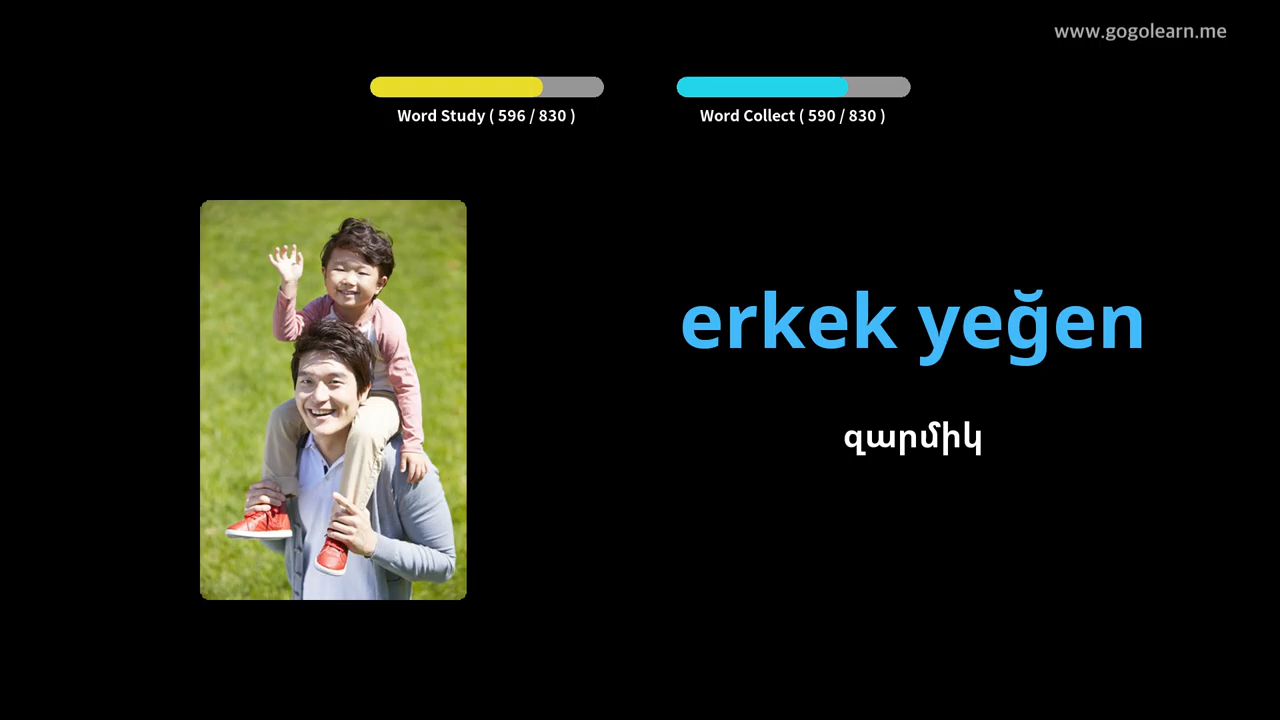 www.gogolearn.me
Word Study ( 596 / 830 )
Word Collect ( 590 / 830 )
erkek yeğen
զարմիկ